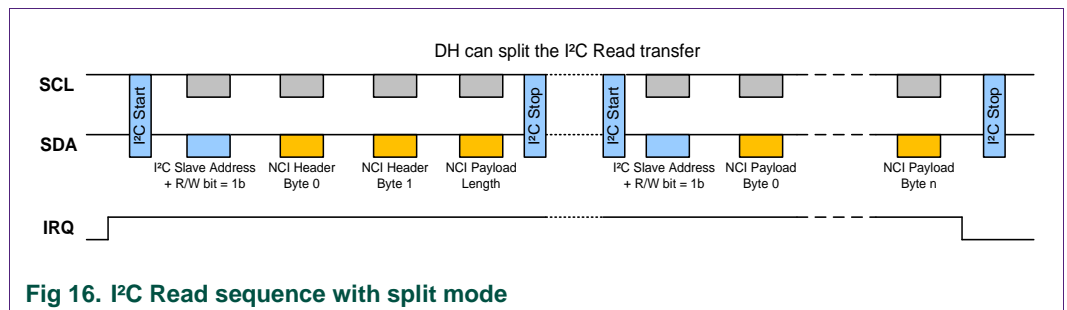 DH can split the I²C Read transfer
SCL
I²C Start
I²C Stop
I²C Start
I²C Stop
SDA
I²C Slave Address
+ R/W bit = 1b
NCI Header
Byte 0
NCI Header
Byte 1
NCI Payload
Length
I²C Slave Address
+ R/W bit = 1b
NCI Payload
Byte 0
NCI Payload
Byte n
IRQ
Fig 16. I²C Read sequence with split mode